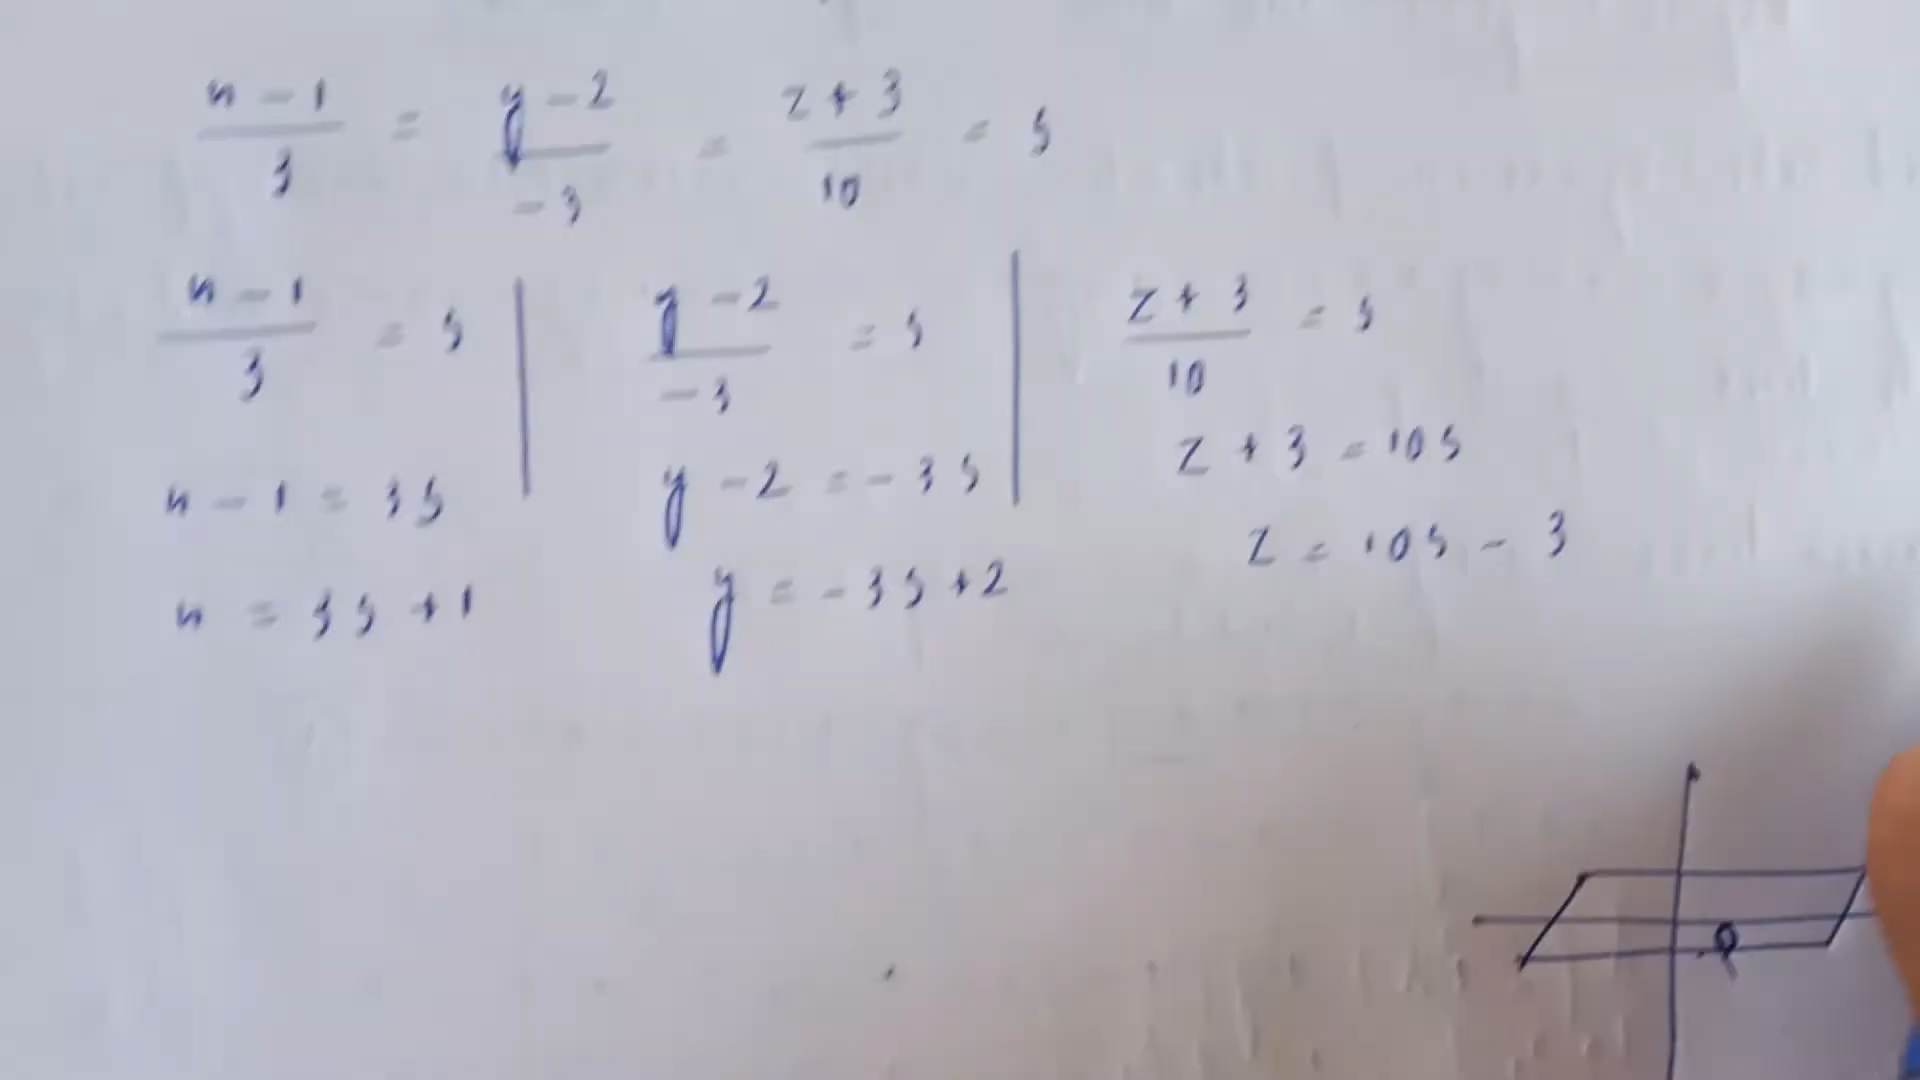 x - 1 / 3 = y - 2 / -3 = z + 3 / 10 = s
x - 1 / 3 = s | y - 2 / -3 = s | z + 3 / 10 = s
x - 1 = 3s
y - 2 = -3s
z + 3 = 10s
x = 3s + 1
y = -3s + 2
z = 10s - 3
Q